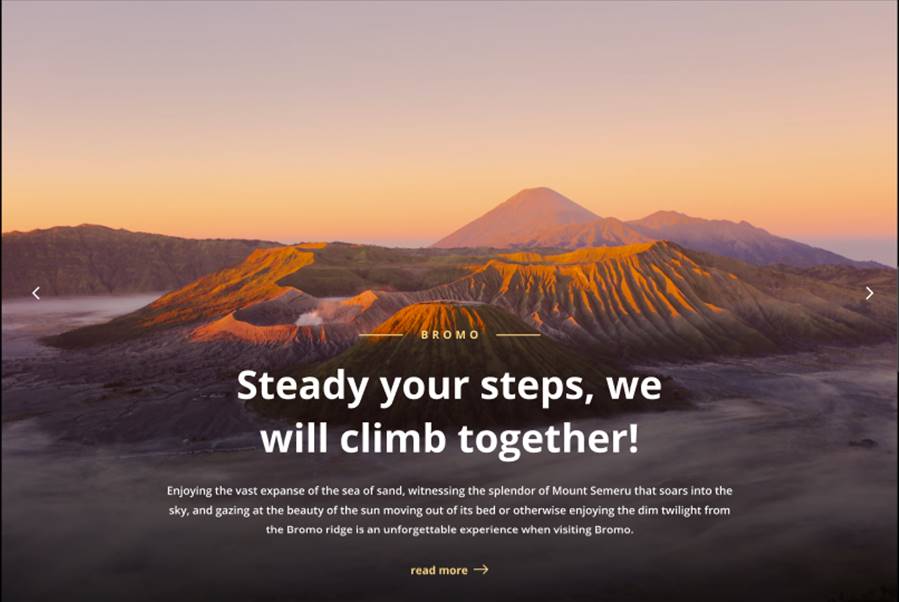 BROMO
Steady your steps, we
will climb together!
Enjoying the vast expanse of the sea of sand, witnessing the splendor of Mount Semeru that soars into the
sky, and gazing at the beauty of the sun moving out of its bed or otherwise enjoying the dim twilight from
the Bromo ridge is an unforgettable experience when visiting Bromo.
read more →